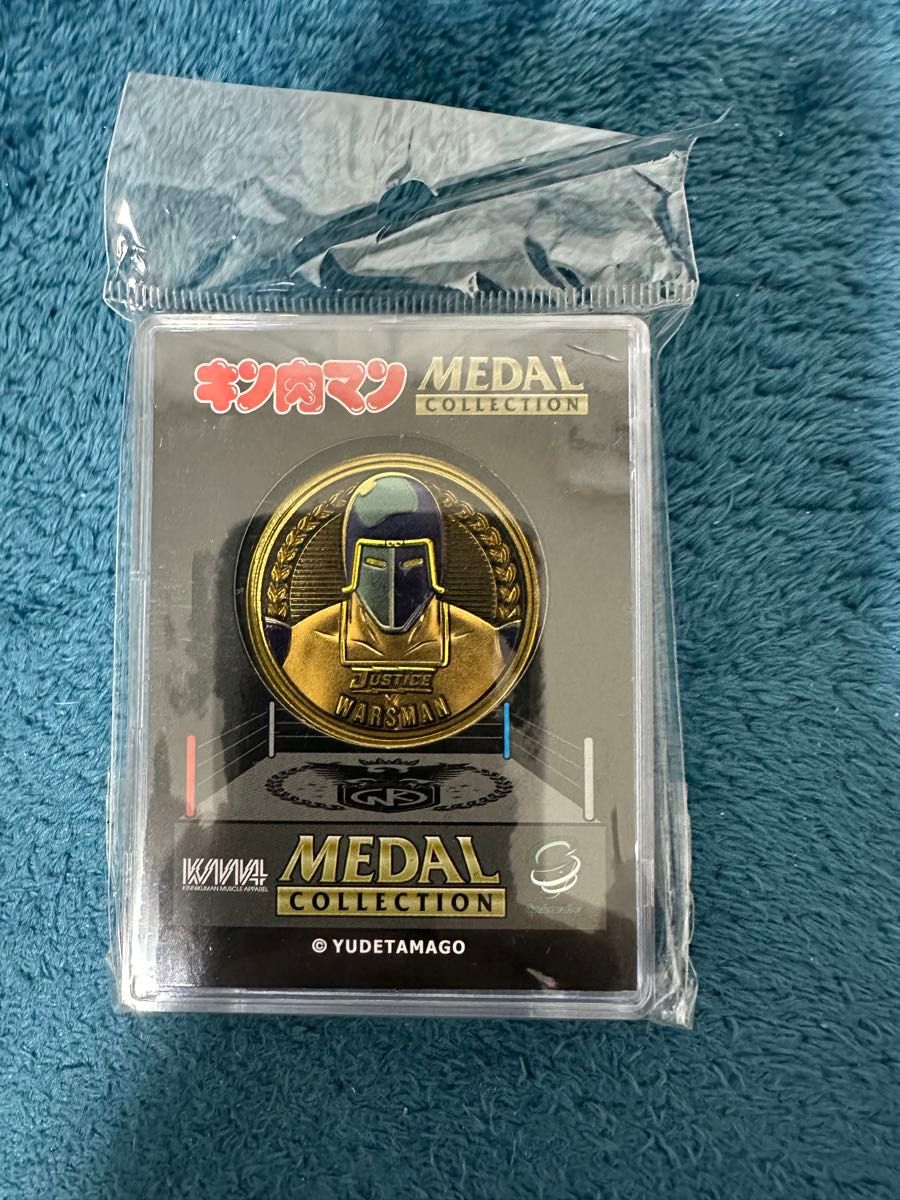 キン肉マン MEDAL
COLLECTION
JUSTICE
WARSMAN
KMA
KINNIKUMAN MUSCLE APPAREL
MEDAL
COLLECTION
© YUDETAMAGO